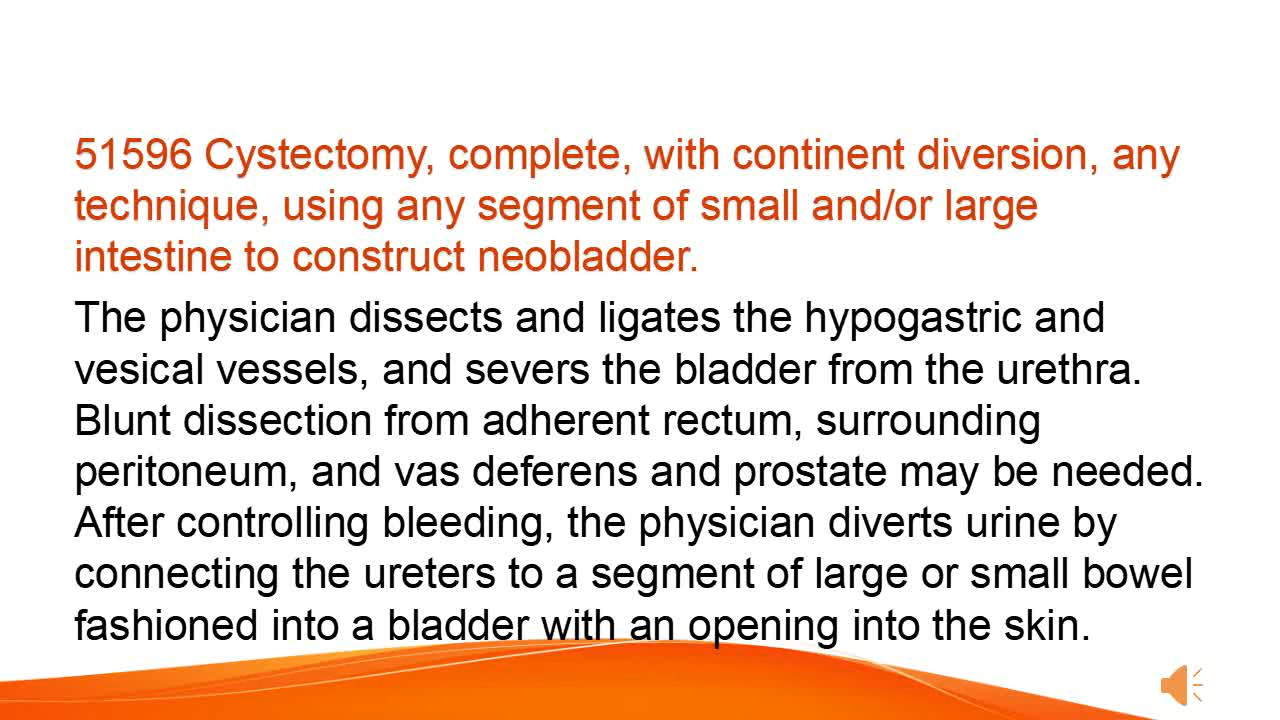 51596 Cystectomy, complete, with continent diversion, any
technique, using any segment of small and/or large
intestine to construct neobladder.
The physician dissects and ligates the hypogastric and
vesical vessels, and severs the bladder from the urethra.
Blunt dissection from adherent rectum, surrounding
peritoneum, and vas deferens and prostate may be needed.
After controlling bleeding, the physician diverts urine by
connecting the ureters to a segment of large or small bowel
fashioned into a bladder with an opening into the skin.